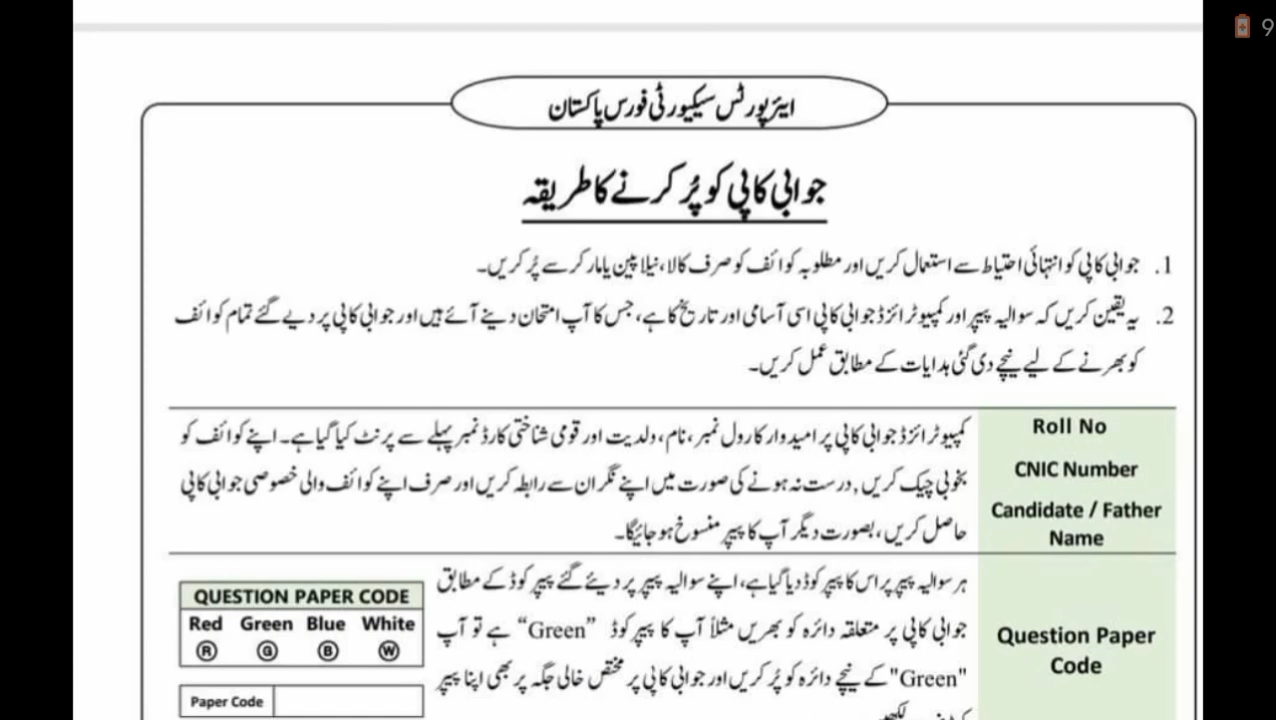 9
ایئرپورٹس سیکیورٹی فورس پاکستان
جوابی کاپی کو پُر کرنے کا طریقہ
1. جوابی کاپی کو انتہائی احتیاط سے استعمال کریں اور مطلوبہ کوائف کو صرف کالا، نیلا پین یا مارکر سے پُر کریں۔
2. یہ یقین کریں کہ سوالیہ پیپر اور کمپیوٹرائزڈ جوابی کاپی اسی آسامی اور تاریخ کا ہے، جس کا آپ امتحان دینے آئے ہیں اور جوابی کاپی پر دیے گئے تمام کوائف
کو بھرنے کے لیے نیچے دی گئی ہدایات کے مطابق عمل کریں۔
Roll No
CNIC Number
Candidate / Father
Name
کمپیوٹرائزڈ جوابی کاپی پر امیدوار کا رول نمبر، نام، ولدیت اور قومی شناختی کارڈ نمبر پہلے سے پرنٹ کیا گیا ہے۔ اپنے کوائف کو
بخوبی چیک کریں, درست نہ ہونے کی صورت میں اپنے نگران سے رابطہ کریں اور صرف اپنے کوائف والی خصوصی جوابی کاپی
حاصل کریں، بصورت دیگر آپ کا پیپر منسوخ ہو جائیگا۔
Question Paper
Code
ہر سوالیہ پیپر پر اس کا پیپر کوڈ دیا گیا ہے، اپنے سوالیہ پیپر پر دیئے گئے پیپر کوڈ کے مطابق
جوابی کاپی پر متعلقہ دائرہ کو بھریں مثلاً آپ کا پیپر کوڈ "Green" ہے تو آپ
"Green" کے نیچے دائرہ کو پُر کریں اور جوابی کاپی پر مختص خالی جگہ پر بھی اپنا پیپر
QUESTION PAPER CODE
Red Green Blue White
R G B W
Paper Code